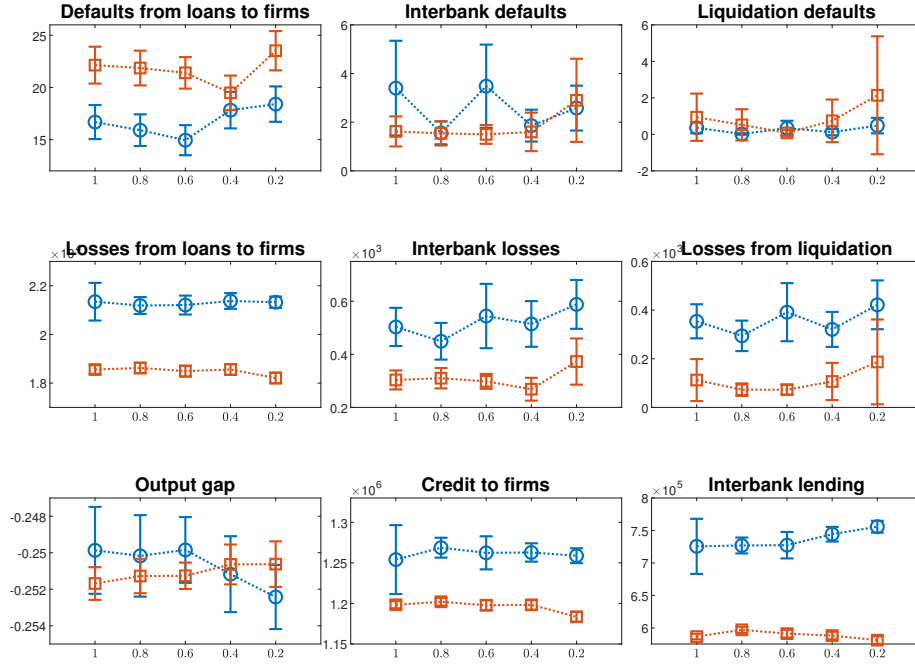 Defaults from loans to firms
25
20
15
1 0.8 0.6 0.4 0.2
Interbank defaults
6
4
2
0
1 0.8 0.6 0.4 0.2
Liquidation defaults
6
4
2
0
-2
1 0.8 0.6 0.4 0.2
Losses from loans to firms
2.2
2
1.8
1 0.8 0.6 0.4 0.2
Interbank losses
×10³
0.6
0.4
0.2
1 0.8 0.6 0.4 0.2
Losses from liquidation
0.6
0.4
0.2
0
1 0.8 0.6 0.4 0.2
Output gap
-0.248
-0.25
-0.252
-0.254
1 0.8 0.6 0.4 0.2
Credit to firms
×10⁶
1.3
1.25
1.2
1.15
1 0.8 0.6 0.4 0.2
Interbank lending
×10⁵
8
7.5
7
6.5
6
1 0.8 0.6 0.4 0.2